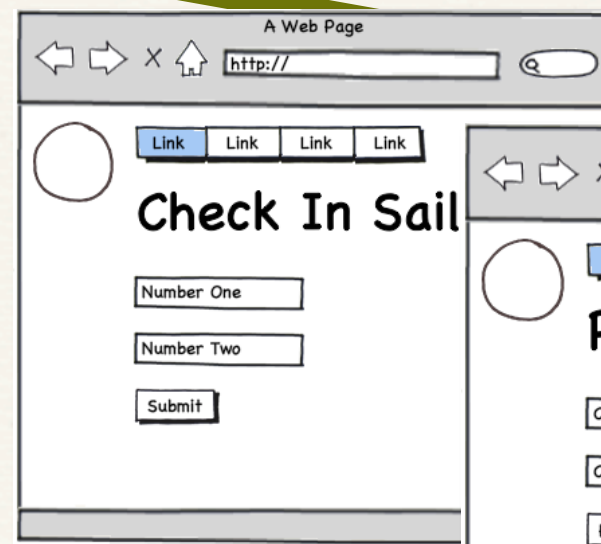 A Web Page
http://
Link Link Link Link
Check In Sail
Number One
Number Two
Submit